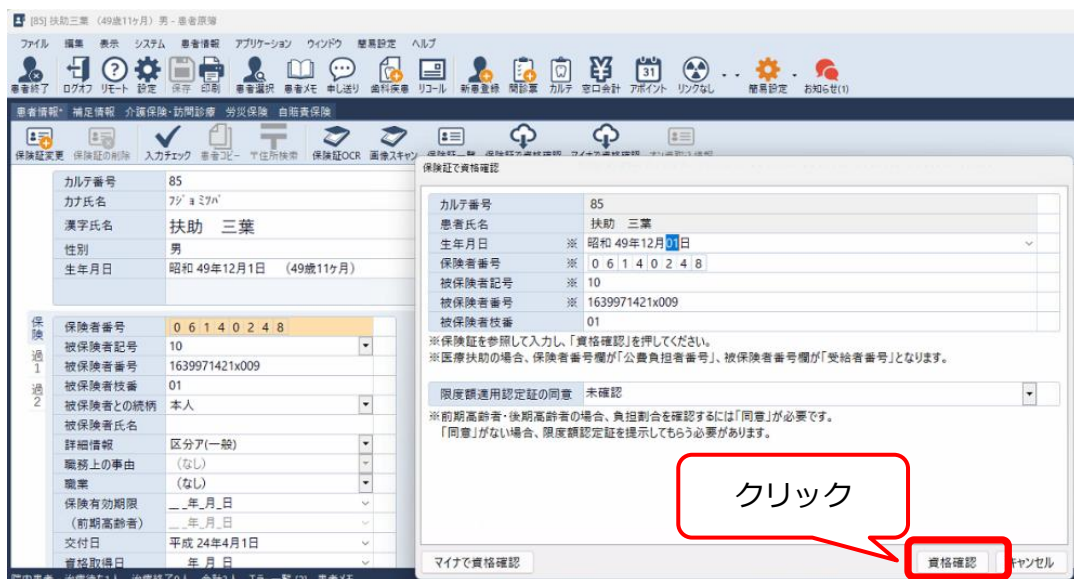 [85] 扶助三葉 (49歳11ヶ月) 男 - 患者原簿
ファイル 編集 表示 システム 患者情報 アプリケーション ウインドウ 簡易設定 ヘルプ
患者終了 ログオフ リモート 設定 保存 印刷 患者選択 患者メモ 申し送り 歯科疾患 リコール 新患登録 問診票 カルテ 窓口会計 アポイント リンクなし 簡易設定 お知らせ(1)
患者情報* 補足情報 介護保険・訪問診療 労災保険 自賠責保険
保険証変更 保険証の削除 入力チェック 患者コピー 〒住所検索 保険証OCR 画像スキャン
カルテ番号 85
カナ氏名 フジョ ミツハﾞ
漢字氏名 扶助 三葉
性別 男
生年月日 昭和 49年12月1日 (49歳11ヶ月)
保険
過1
過2
保険者番号 0 6 1 4 0 2 4 8
被保険者記号 10
被保険者番号 1639971421x009
被保険者枝番 01
被保険者との続柄 本人
被保険者氏名
詳細情報 区分ア(一般)
職務上の事由 (なし)
職業 (なし)
保険有効期限 __年_月_日
(前期高齢者) __年_月_日
交付日 平成 24年4月1日
資格取得日 年 月 日
保険証で資格確認
カルテ番号 85
患者氏名 扶助 三葉
生年月日 ※ 昭和 49年12月01日
保険者番号 ※ 0 6 1 4 0 2 4 8
被保険者記号 ※ 10
被保険者番号 ※ 1639971421x009
被保険者枝番 01
※保険証を参照して入力し、「資格確認」を押してください。
※医療扶助の場合、保険者番号欄が「公費負担者番号」、被保険者番号欄が「受給者番号」となります。
限度額適用認定証の同意 未確認
※前期高齢者・後期高齢者の場合、負担割合を確認するには「同意」が必要です。
「同意」がない場合、限度額認定証を提示してもらう必要があります。
クリック
マイナで資格確認 資格確認 キャンセル